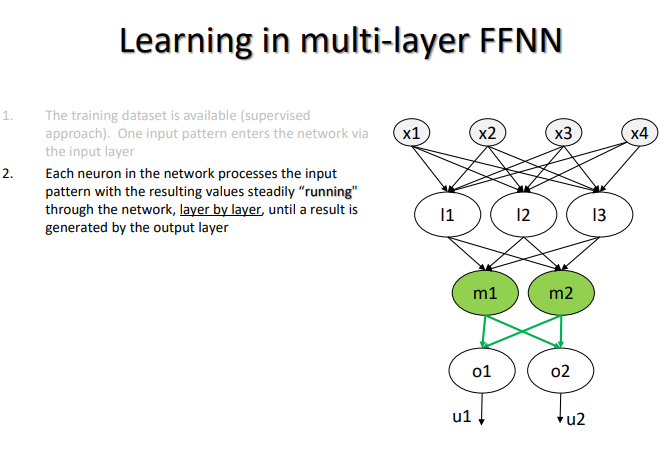 Learning in multi-layer FFNN
1. The training dataset is available (supervised
approach). One input pattern enters the network via
the input layer
2. Each neuron in the network processes the input
pattern with the resulting values steadily “running"
through the network, layer by layer, until a result is
generated by the output layer
x1 x2 x3 x4
l1 l2 l3
m1 m2
o1 o2
u1 u2